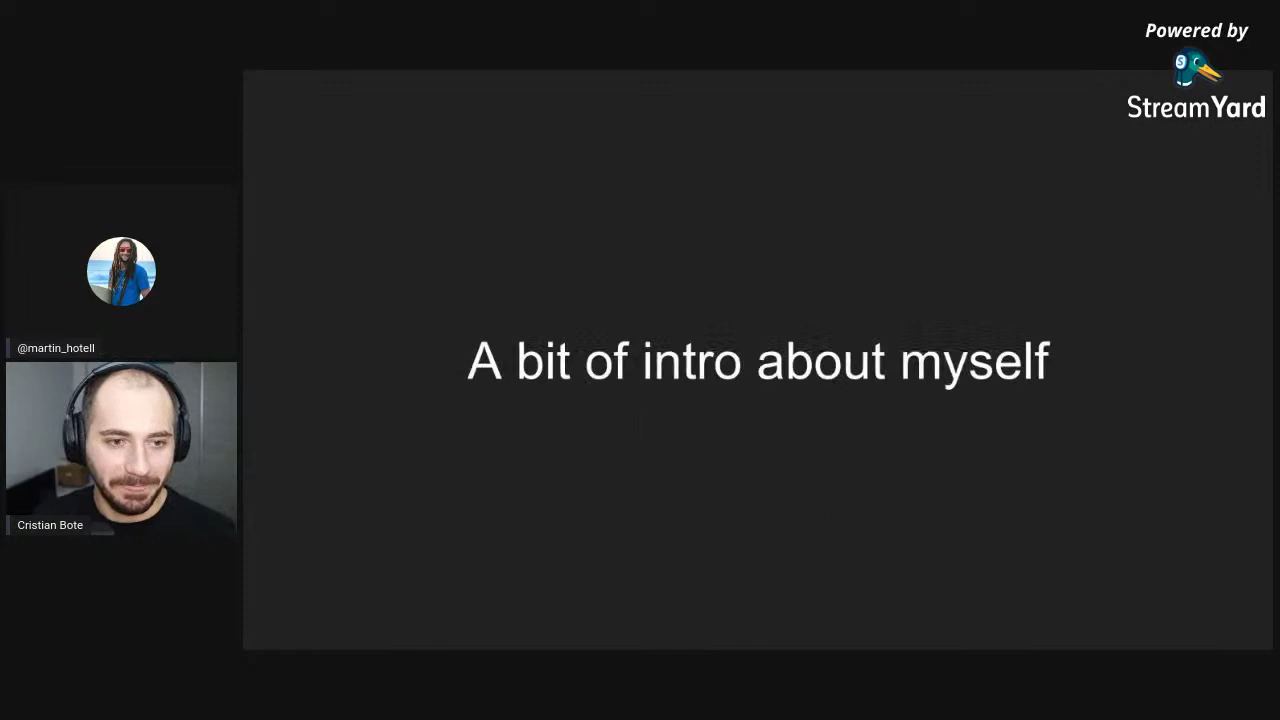 Powered by
StreamYard
@martin_hotell
A bit of intro about myself
Cristian Bote